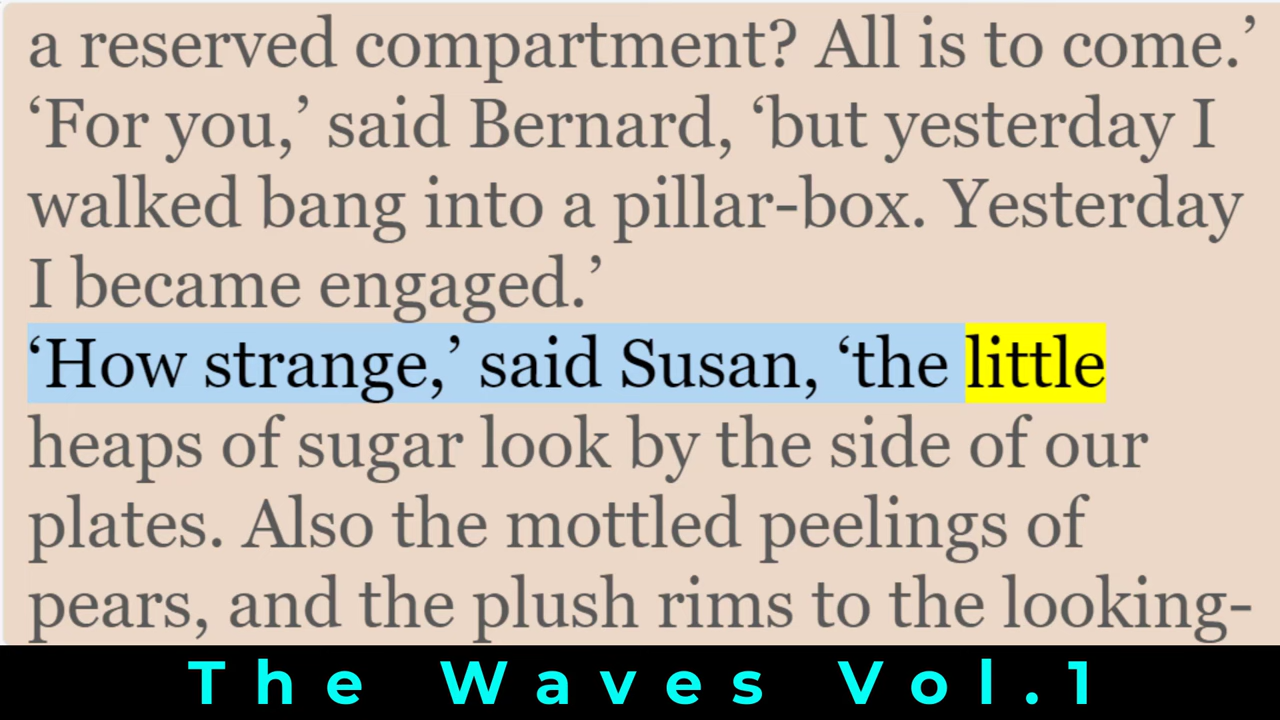 a reserved compartment? All is to come.’
‘For you,’ said Bernard, ‘but yesterday I
walked bang into a pillar-box. Yesterday
I became engaged.’
‘How strange,’ said Susan, ‘the little
heaps of sugar look by the side of our
plates. Also the mottled peelings of
pears, and the plush rims to the looking-
The Waves Vol.1